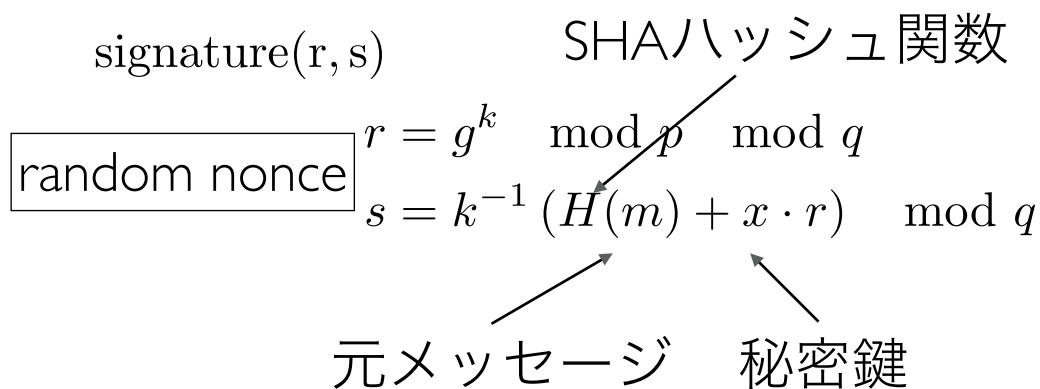 signature(r, s)
SHAハッシュ関数
r = g^k mod p mod q
random nonce
s = k^{-1} (H(m) + x · r) mod q
元メッセージ
秘密鍵